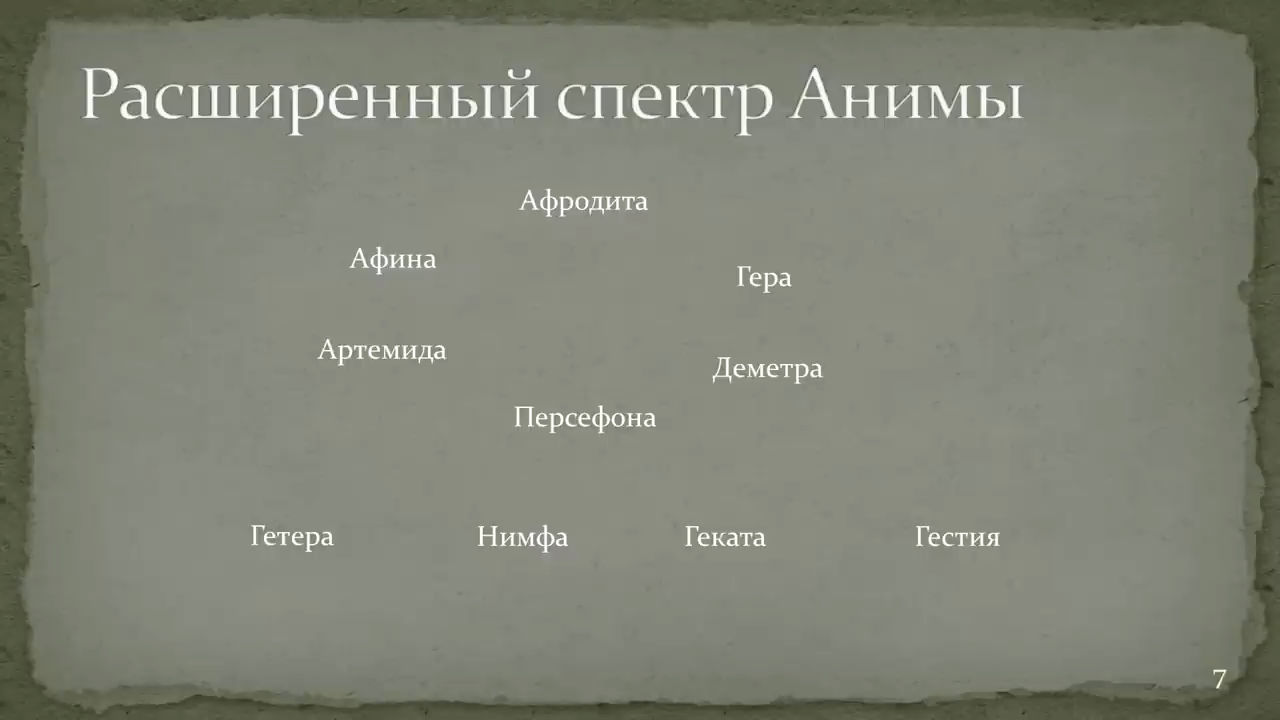 Расширенный спектр Анимы
Афродита
Афина
Гера
Артемида
Деметра
Персефона
Гетера Нимфа Геката Гестия
7